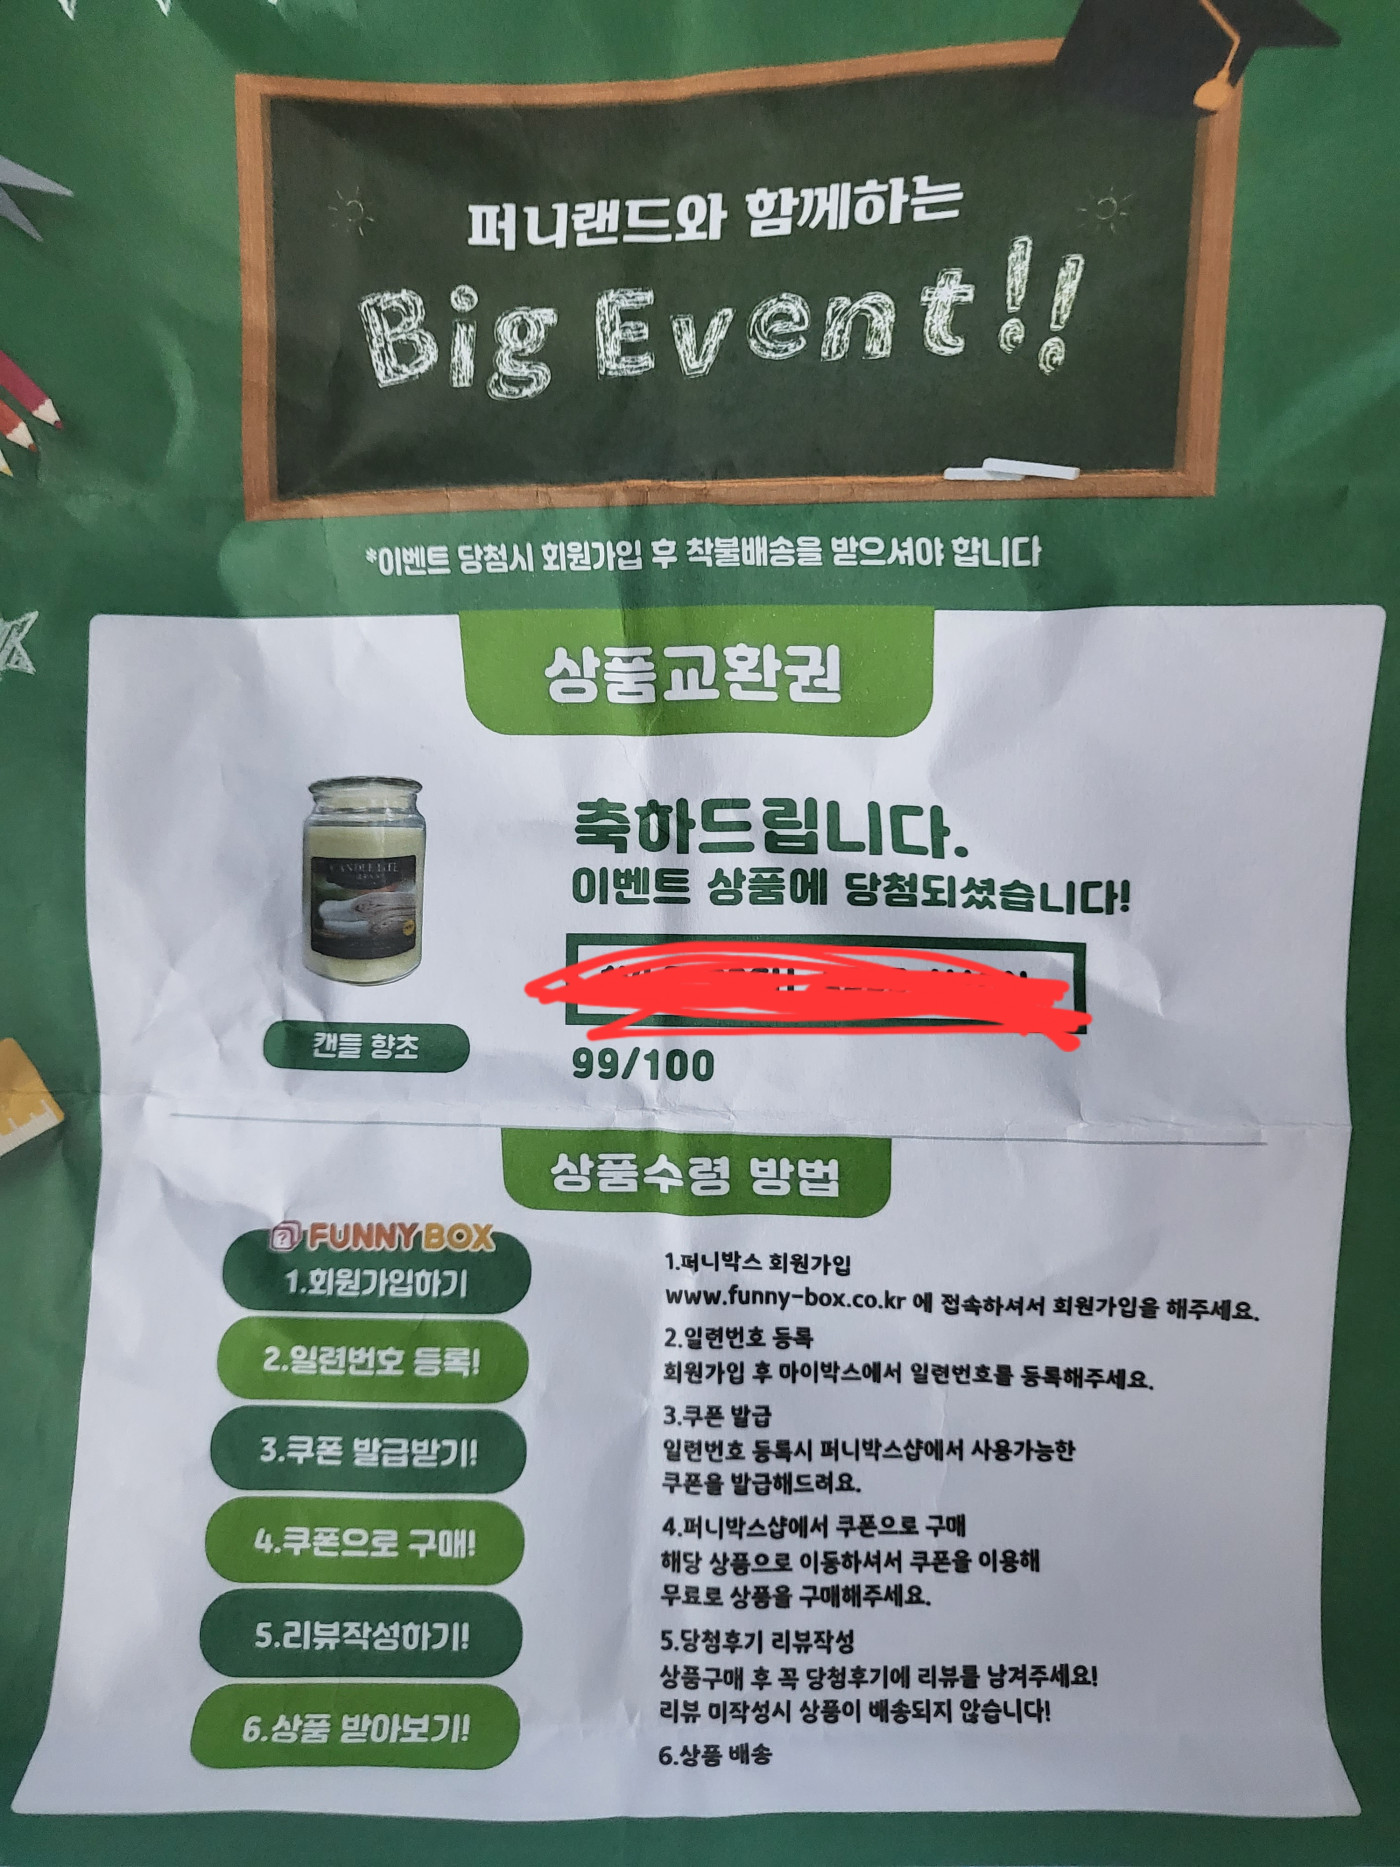 퍼니랜드와 함께하는
Big Event!!
*이벤트 당첨시 회원가입 후 착불배송을 받으셔야 합니다
상품교환권
축하드립니다.
이벤트 상품에 당첨되셨습니다!
CANDLE LITE
캔들 향초
99/100
상품수령 방법
FUNNY BOX
1.회원가입하기
2.일련번호 등록!
3.쿠폰 발급받기!
4.쿠폰으로 구매!
5.리뷰작성하기!
6.상품 받아보기!
1.퍼니박스 회원가입
www.funny-box.co.kr 에 접속하셔서 회원가입을 해주세요.
2.일련번호 등록
회원가입 후 마이박스에서 일련번호를 등록해주세요.
3.쿠폰 발급
일련번호 등록시 퍼니박스샵에서 사용가능한
쿠폰을 발급해드려요.
4.퍼니박스샵에서 쿠폰으로 구매
해당 상품으로 이동하셔서 쿠폰을 이용해
무료로 상품을 구매해주세요.
5.당첨후기 리뷰작성
상품구매 후 꼭 당첨후기에 리뷰를 남겨주세요!
리뷰 미작성시 상품이 배송되지 않습니다!
6.상품 배송